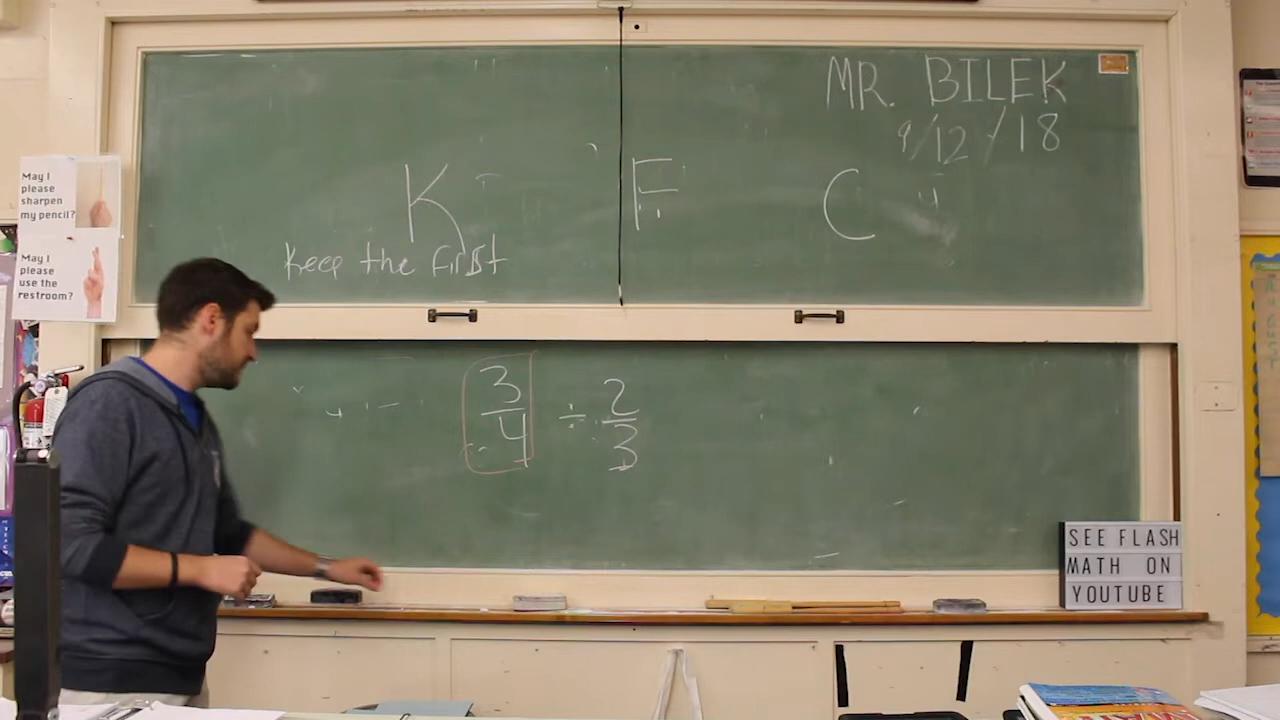 MR. BILEK
9/12/18
K F C
Keep the first
3/4 ÷ 2/3
May I
please
sharpen
my pencil?
May I
please
use the
restroom?
SEE FLASH
MATH ON
YOUTUBE